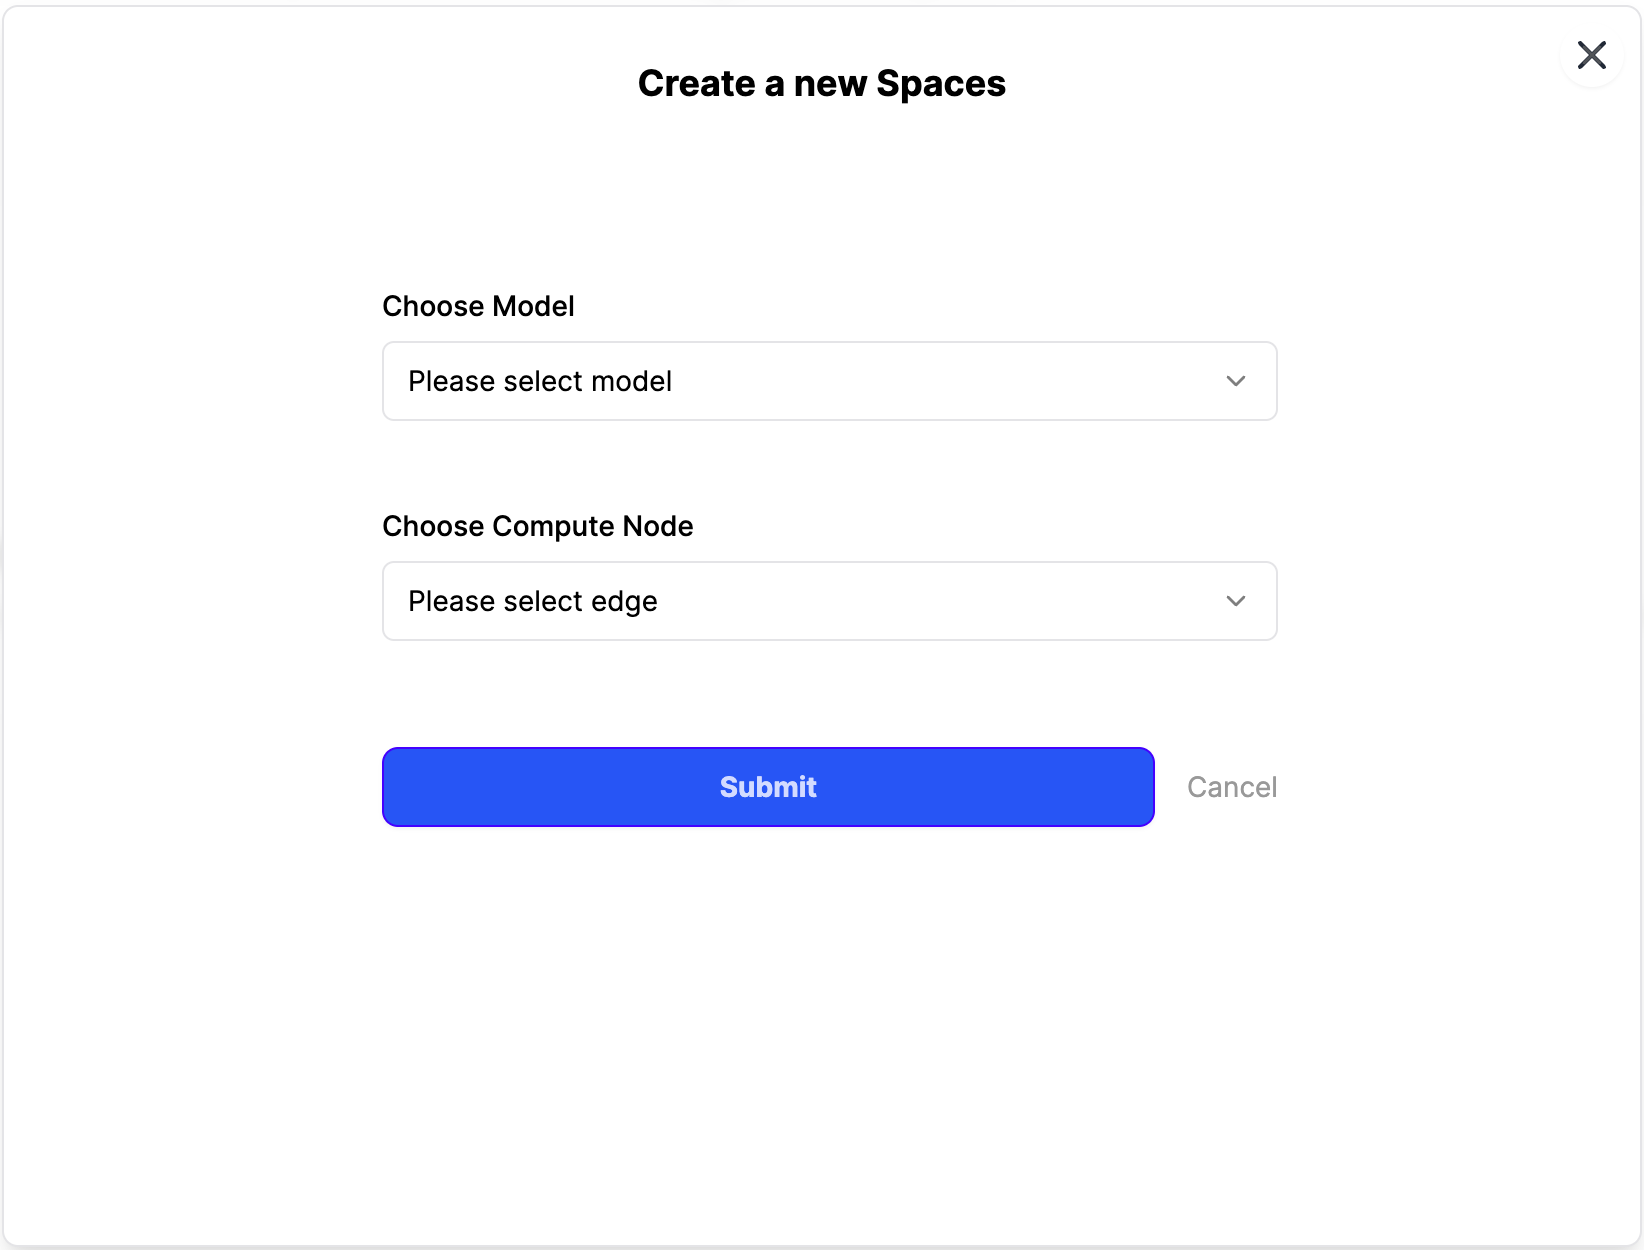 Create a new Spaces
Choose Model
Please select model
Choose Compute Node
Please select edge
Submit
Cancel